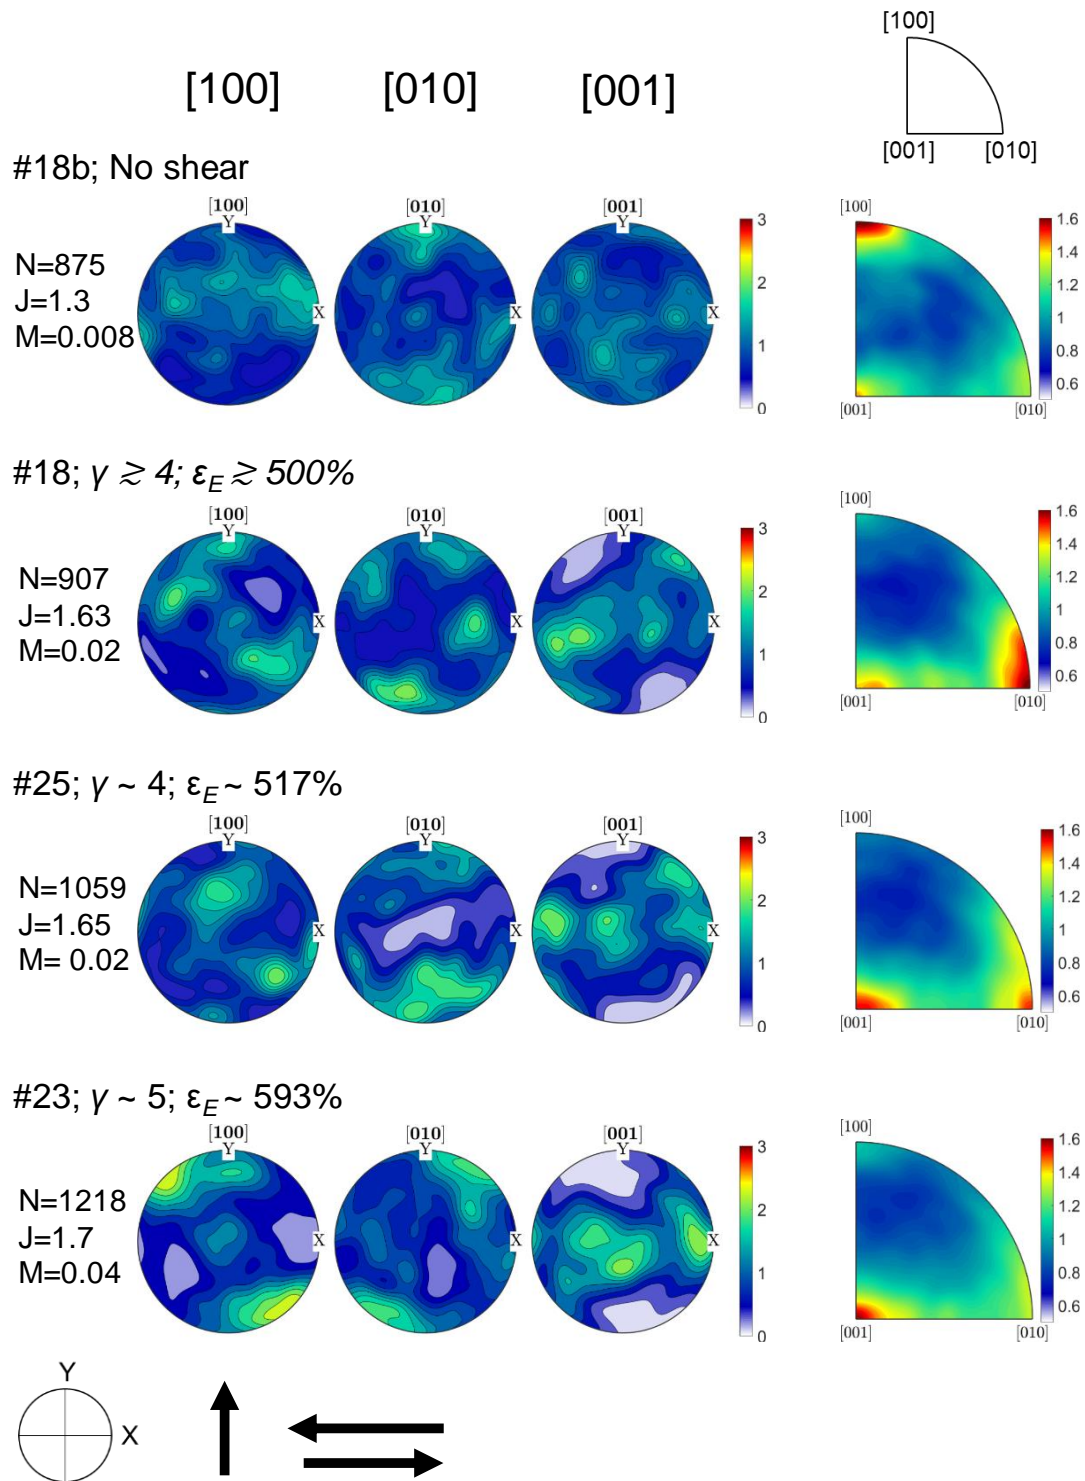 [100]
[001] [010]
[100] [010] [001]
#18b; No shear
[100] [010] [001] [100]
Y Y Y
X X X
N=875
J=1.3
M=0.008
3
2
1
0
1.6
1.4
1.2
1
0.8
0.6
[001] [010]
#18; γ ≳ 4; ε_E ≳ 500%
[100] [010] [001] [100]
Y Y Y
X X X
N=907
J=1.63
M=0.02
3
2
1
0
1.6
1.4
1.2
1
0.8
0.6
[001] [010]
#25; γ ~ 4; ε_E ~ 517%
[100] [010] [001] [100]
Y Y Y
X X X
N=1059
J=1.65
M= 0.02
3
2
1
0
1.6
1.4
1.2
1
0.8
0.6
[001] [010]
#23; γ ~ 5; ε_E ~ 593%
[100] [010] [001] [100]
Y Y Y
X X X
N=1218
J=1.7
M=0.04
3
2
1
0
1.6
1.4
1.2
1
0.8
0.6
[001] [010]
Y
X